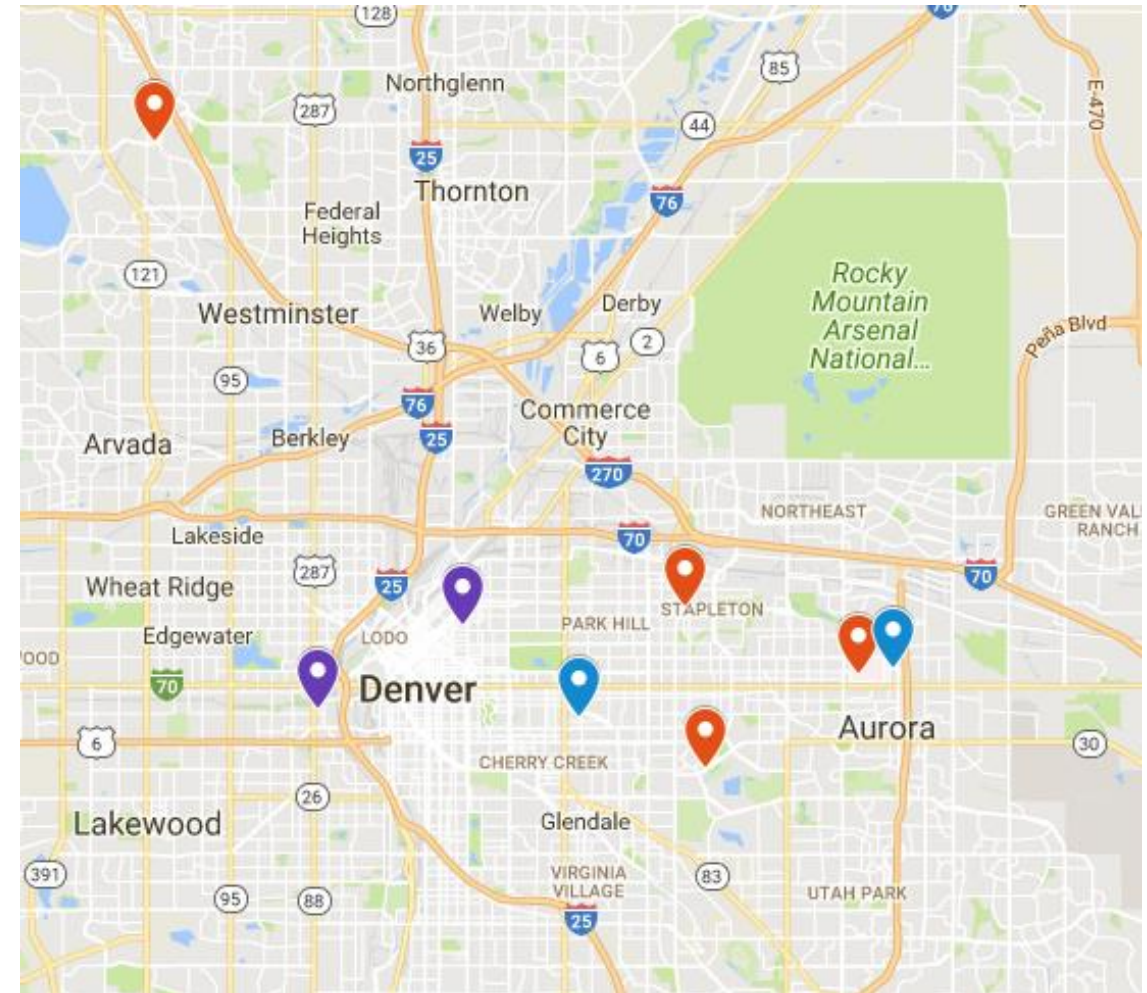 128
70
85
Northglenn
287
E-470
44
25
Thornton
76
Federal
Heights
121
Rocky
Mountain
Arsenal
National...
Westminster
Welby
Derby
Peña Blvd
36
6
2
95
76
Commerce
City
Arvada
Berkley
25
270
NORTHEAST
GREEN VAL
RANCH
Lakeside
70
287
25
70
Wheat Ridge
STAPLETON
PARK HILL
Edgewater
LODO
OOD
70
Denver
Aurora
6
30
CHERRY CREEK
26
Lakewood
Glendale
391
VIRGINIA
VILLAGE
83
95
88
UTAH PARK
25